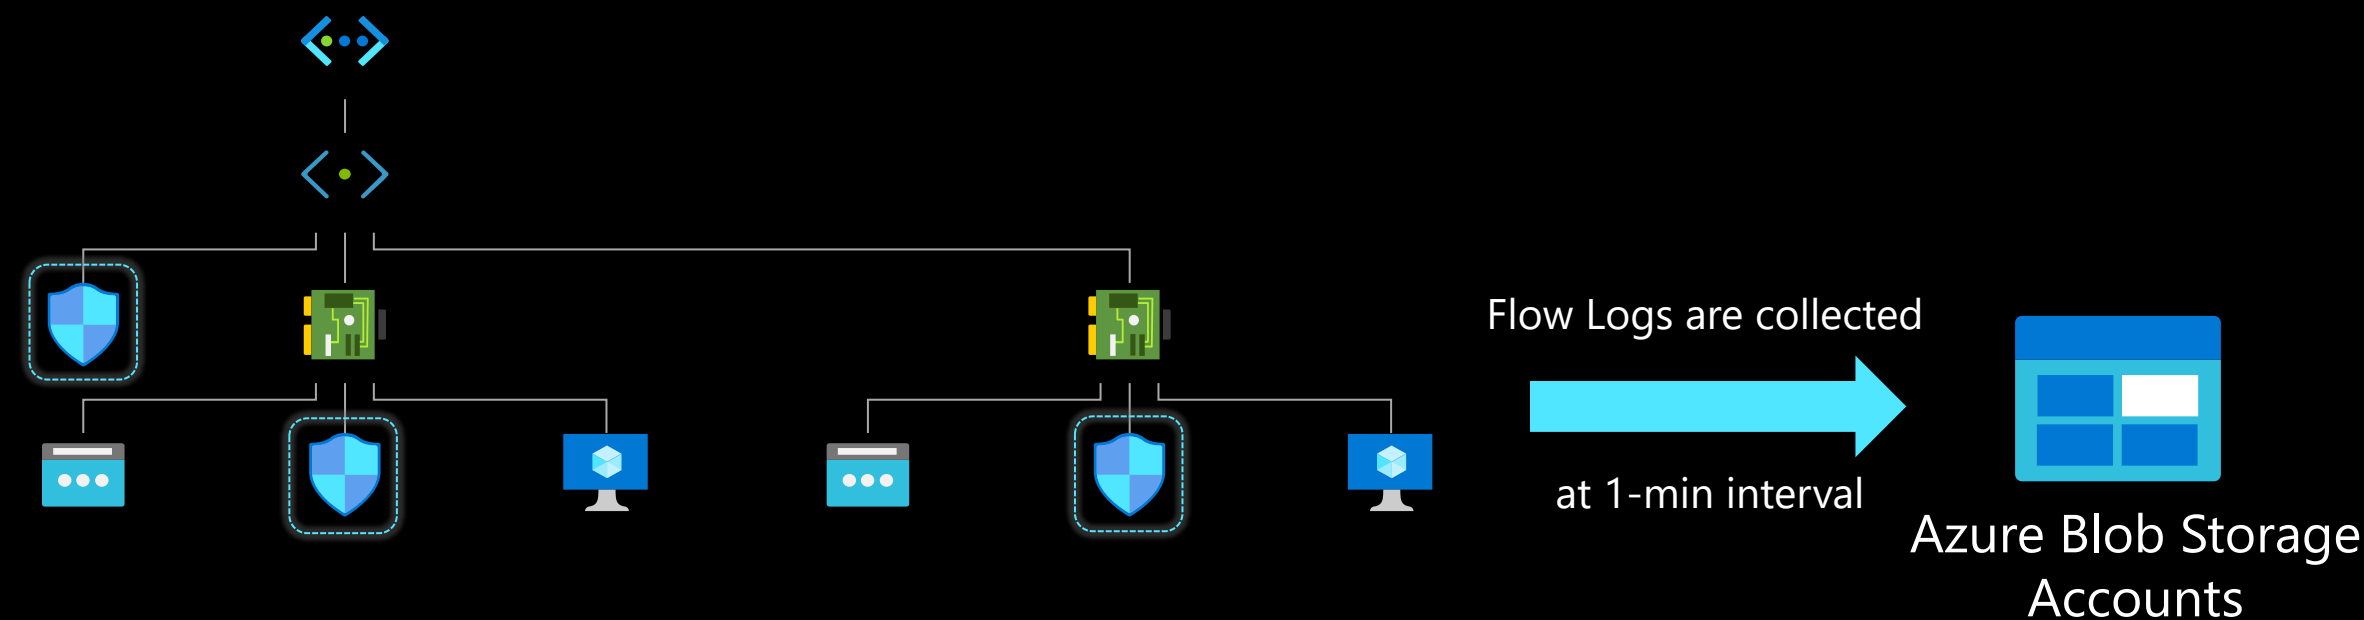 Flow Logs are collected
at 1-min interval
Azure Blob Storage
Accounts